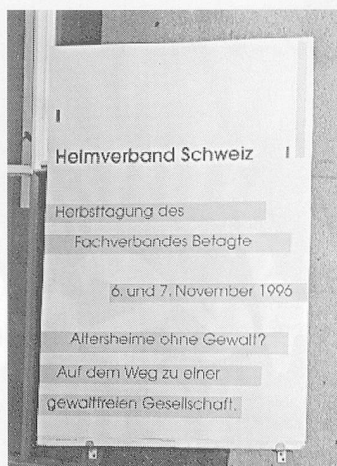 Heimverband Schweiz
Herbsttagung des
Fachverbandes Betagte
6. und 7. November 1996
Altersheime ohne Gewalt?
Auf dem Weg zu einer
gewaltfreien Gesellschaft.